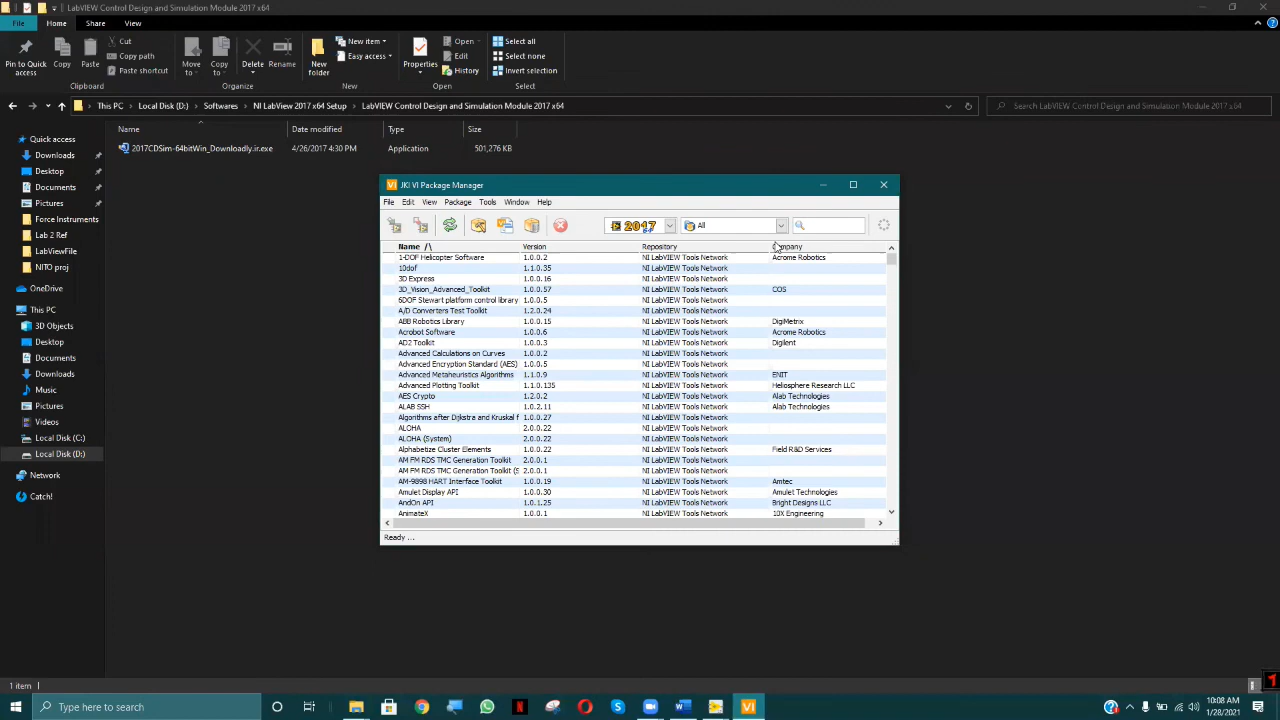 LabVIEW Control Design and Simulation Module 2017 x64
File Home Share View
Pin to Quick access
Copy
Paste
Cut
Copy path
Paste shortcut
Move to
Copy to
Delete
Rename
New folder
New item
Easy access
Properties
Open
Edit
History
Select all
Select none
Invert selection
Clipboard Organize New Open Select
This PC > Local Disk (D:) > Softwares > NI LabView 2017 x64 Setup > LabVIEW Control Design and Simulation Module 2017 x64
Search LabVIEW Control Design and Simulation Module 2017 x64
Name Date modified Type Size
2017CDSim-64bitWin_Downloadly.ir.exe 4/26/2017 4:30 PM Application 501,276 KB
Quick access
Downloads
Desktop
Documents
Pictures
Force Instruments
Lab 2 Ref
LabViewFile
NITO proj
OneDrive
This PC
3D Objects
Desktop
Documents
Downloads
Music
Pictures
Videos
Local Disk (C:)
Local Disk (D:)
Network
Catch!
JKI VI Package Manager
File Edit View Package Tools Window Help
2017 All
Name /\ Version Repository Company
1-DOF Helicopter Software 1.0.0.2 NI LabVIEW Tools Network Acrome Robotics
10dof 1.1.0.35 NI LabVIEW Tools Network
3D Express 1.0.0.16 NI LabVIEW Tools Network
3D_Vision_Advanced_Toolkit 1.0.0.57 NI LabVIEW Tools Network COS
6DOF Stewart platform control library 1.0.0.5 NI LabVIEW Tools Network
A/D Converters Test Toolkit 1.2.0.24 NI LabVIEW Tools Network
ABB Robotics Library 1.0.0.15 NI LabVIEW Tools Network DigiMetrix
Acrobot Software 1.0.0.6 NI LabVIEW Tools Network Acrome Robotics
AD2 Toolkit 1.0.0.3 NI LabVIEW Tools Network Digilent
Advanced Calculations on Curves 1.0.0.2 NI LabVIEW Tools Network
Advanced Encryption Standard (AES) 1.0.0.5 NI LabVIEW Tools Network
Advanced Metaheuristics Algorithms 1.1.0.9 NI LabVIEW Tools Network ENIT
Advanced Plotting Toolkit 1.1.0.135 NI LabVIEW Tools Network Heliosphere Research LLC
AES Crypto 1.2.0.2 NI LabVIEW Tools Network Alab Technologies
ALAB SSH 1.0.2.11 NI LabVIEW Tools Network Alab Technologies
Algorithms after Dijkstra and Kruskal f 1.0.0.27 NI LabVIEW Tools Network
ALOHA 2.0.0.22 NI LabVIEW Tools Network
ALOHA (System) 2.0.0.22 NI LabVIEW Tools Network
Alphabetize Cluster Elements 1.0.0.22 NI LabVIEW Tools Network Field R&D Services
AM FM RDS TMC Generation Toolkit 2.0.0.1 NI LabVIEW Tools Network
AM FM RDS TMC Generation Toolkit (S 2.0.0.1 NI LabVIEW Tools Network
AM-9898 HART Interface Toolkit 1.0.0.19 NI LabVIEW Tools Network Amtec
Amulet Display API 1.0.0.30 NI LabVIEW Tools Network Amulet Technologies
AndOn API 1.0.1.25 NI LabVIEW Tools Network Bright Designs LLC
AnimateX 1.0.0.1 NI LabVIEW Tools Network 10X Engineering
Ready ...
1 item
Type here to search
10:08 AM
1/28/2021